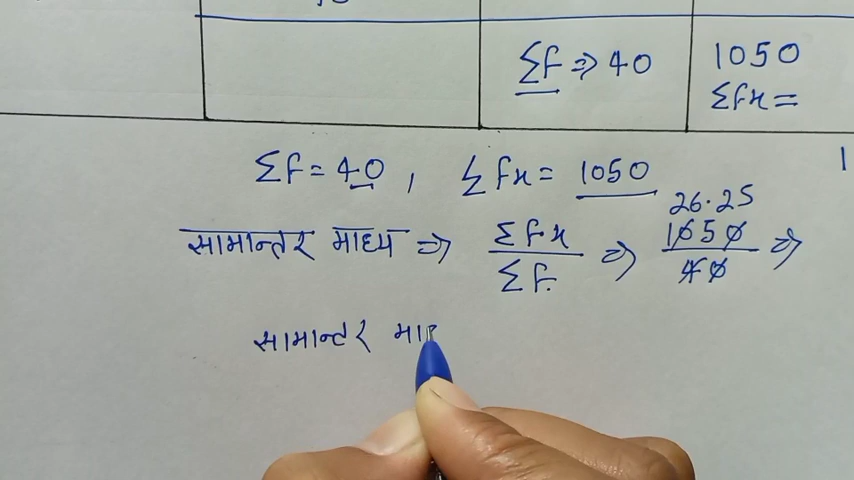 Σf ⇒ 40
1050
Σfx =
Σf = 40, Σfx = 1050
26.25
सामान्तर माध्य ⇒ Σfx / Σf. ⇒ 1050 / 40 ⇒
सामान्तर मा